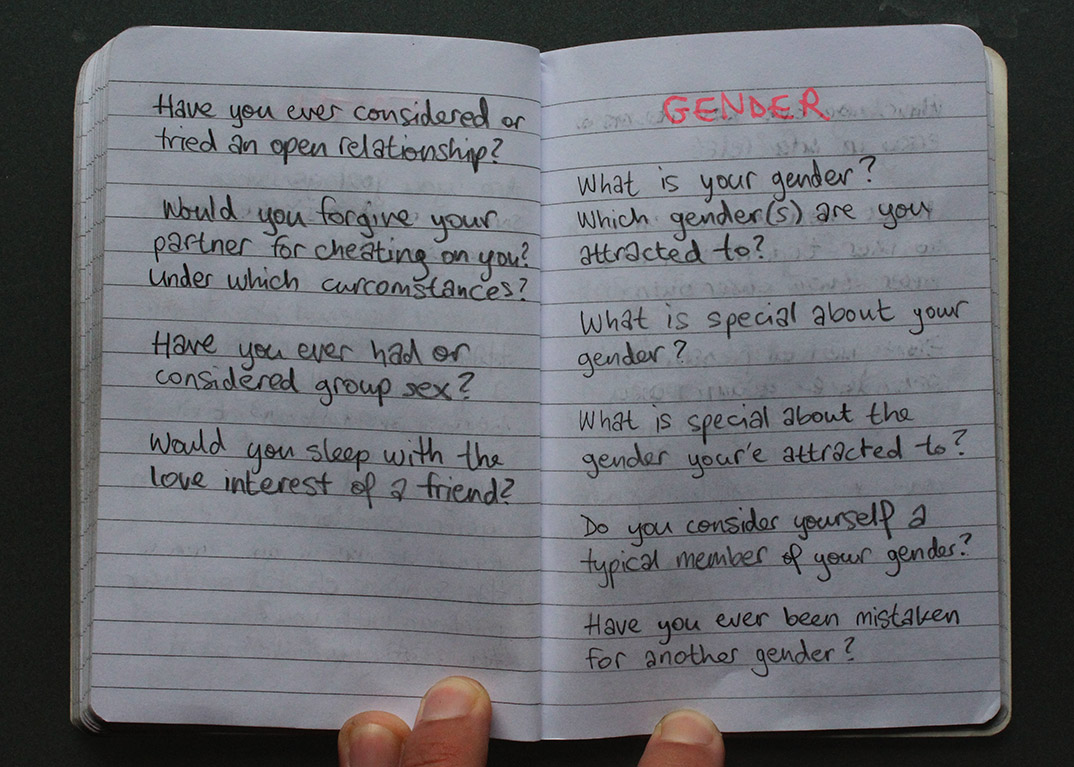 Have you ever considered or
tried an open relationship?
Would you forgive your
partner for cheating on you?
Under which curcomstances?
Have you ever had or
considered group sex?
Would you sleep with the
love interest of a friend?
GENDER
What is your gender?
Which gender(s) are you
attracted to?
What is special about your
gender?
What is special about the
gender your'e attracted to?
Do you consider yourself a
typical member of your gender?
Have you ever been mistaken
for another gender?